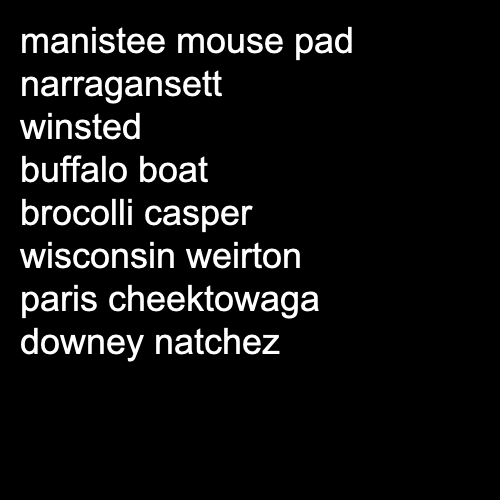 manistee mouse pad
narragansett
winsted
buffalo boat
brocolli casper
wisconsin weirton
paris cheektowaga
downey natchez